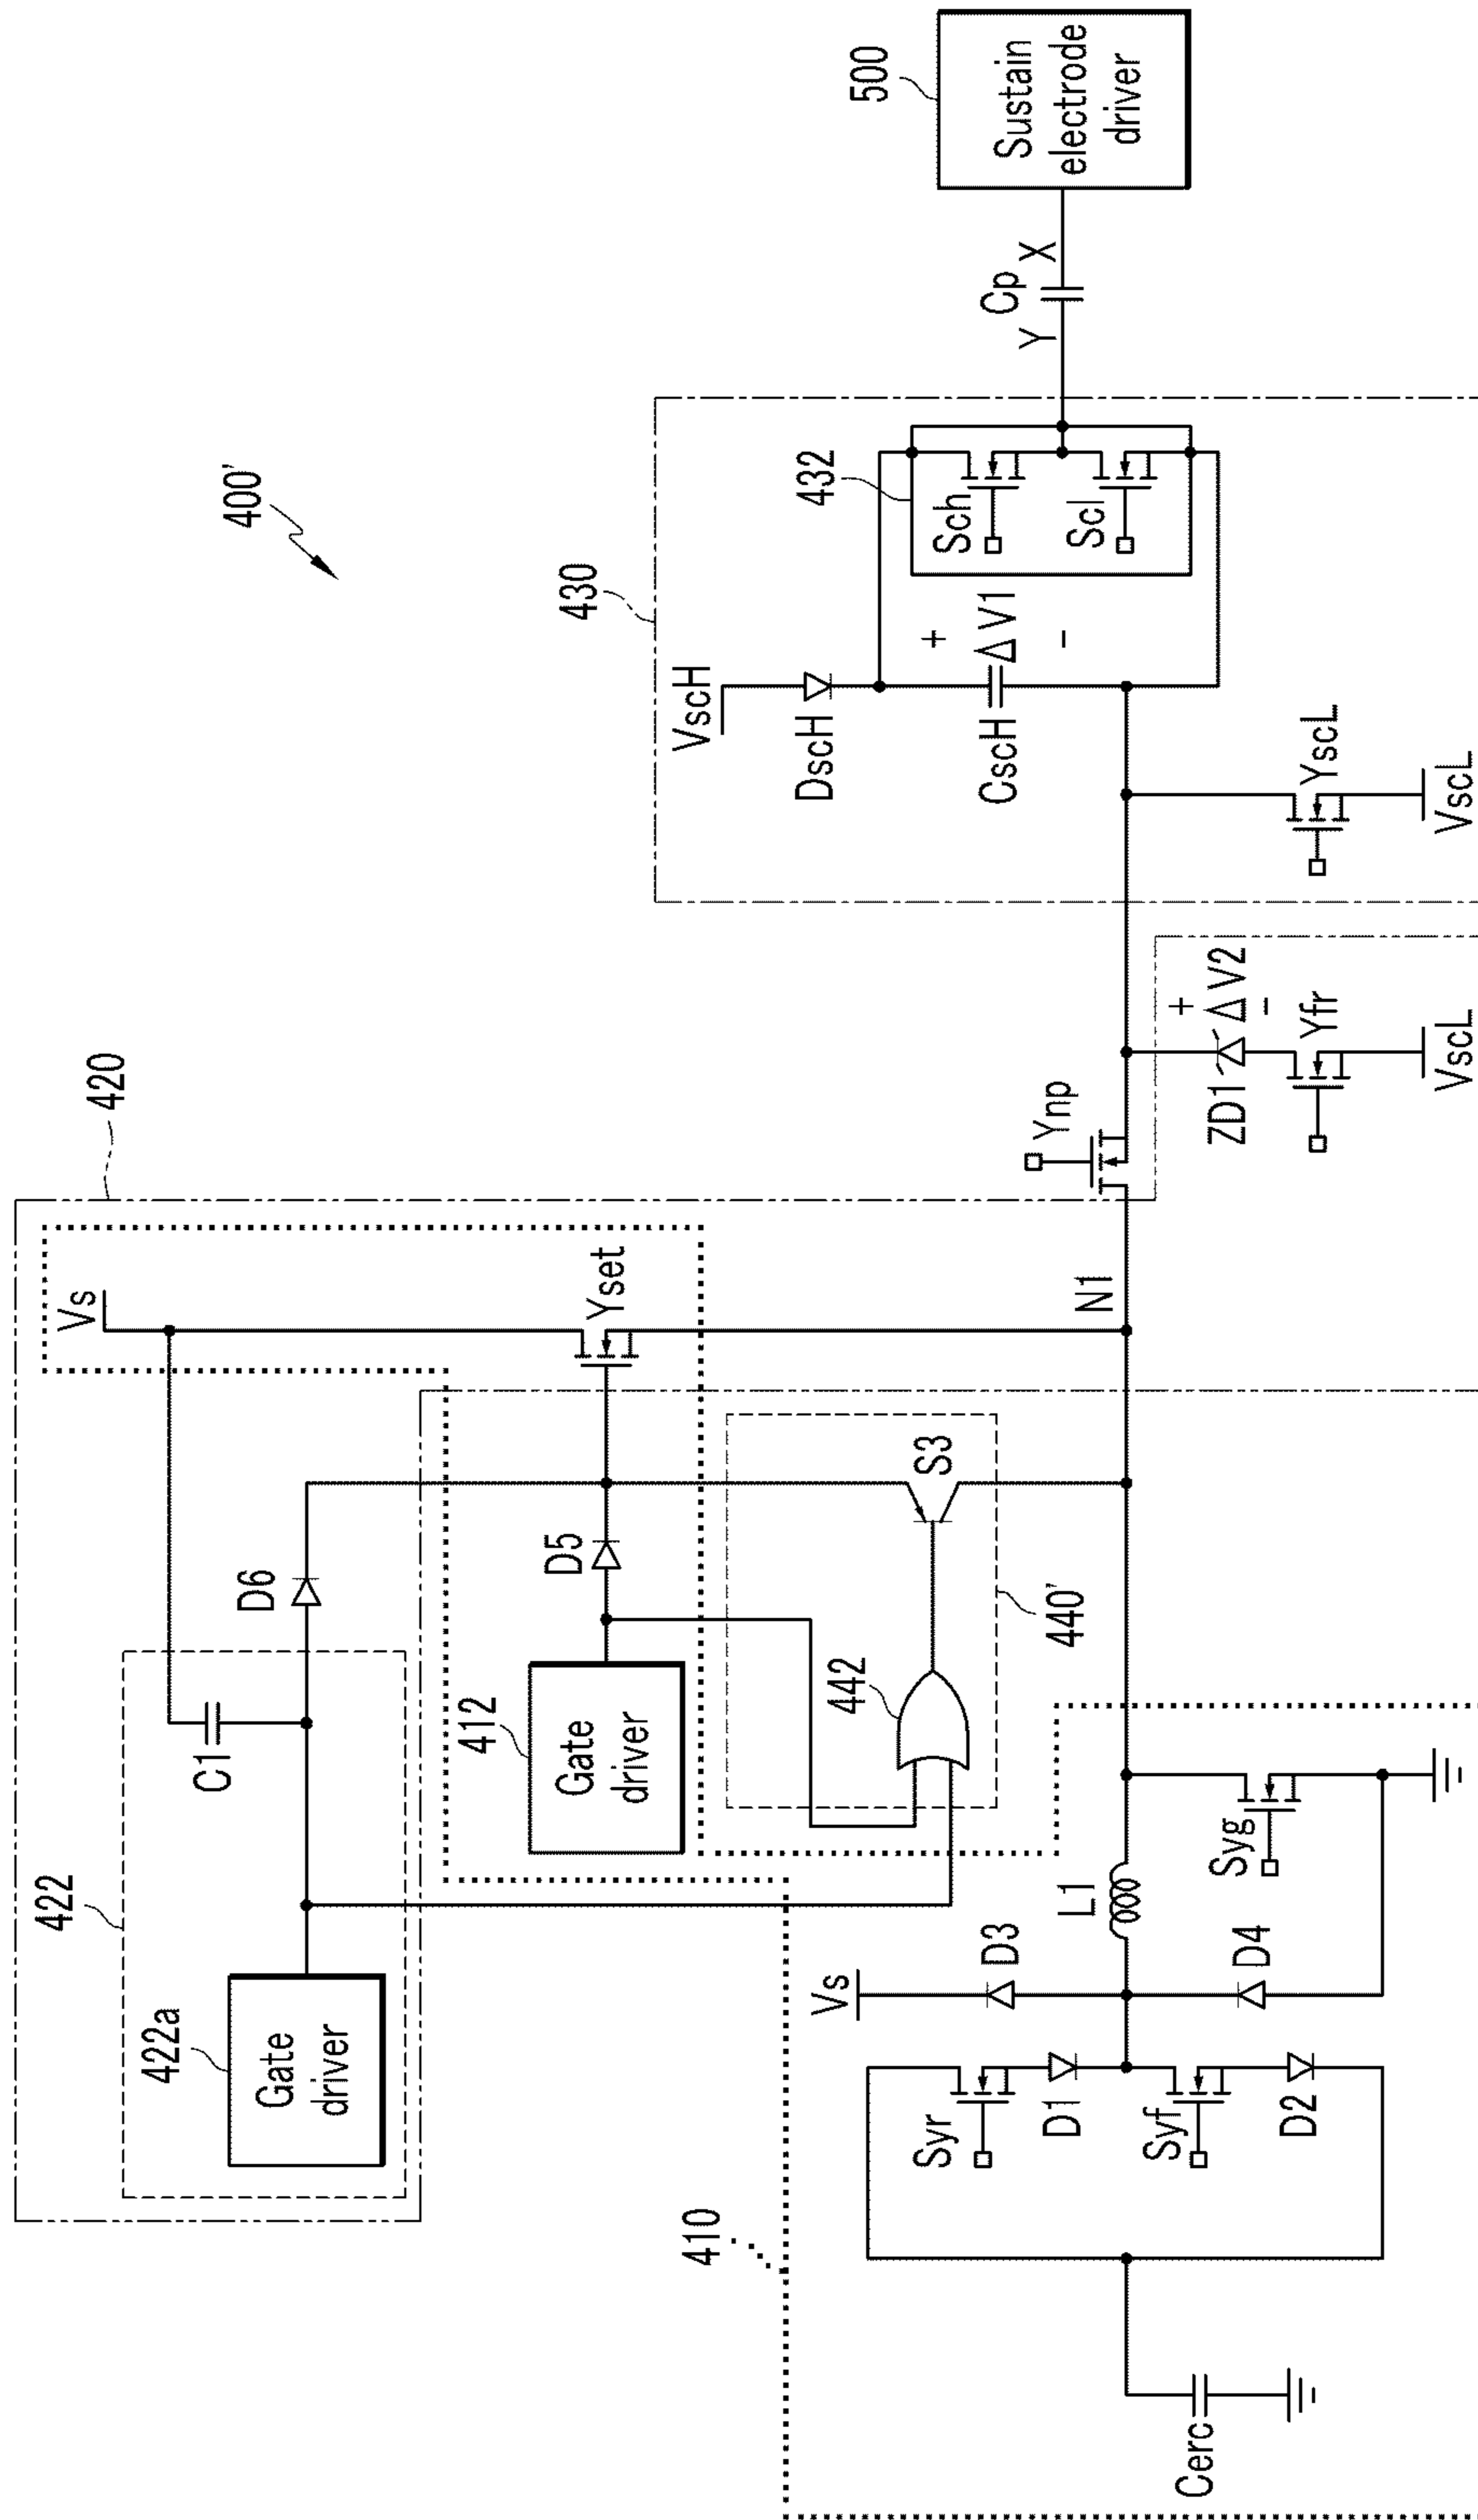 400'
420
422
422a
Gate
driver
C1
D6
Vs
Yset
412
Gate
driver
D5
442
S3
440'
410
Vs
D3
D4
L1
N1
Syg
Syr
D1
Syf
D2
Cerc
Ynp
ZD1
+
△V2
-
Yfr
VscL
430
VscH
DscH
CscH
+
△V1
-
432
Sch
Scl
YscL
VscL
Y
Cp
X
500
Sustain
electrode
driver